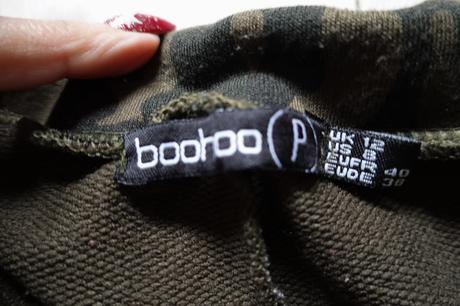 boohoo (P)
UK 12
US 8
EUFR 40
EUDE 38